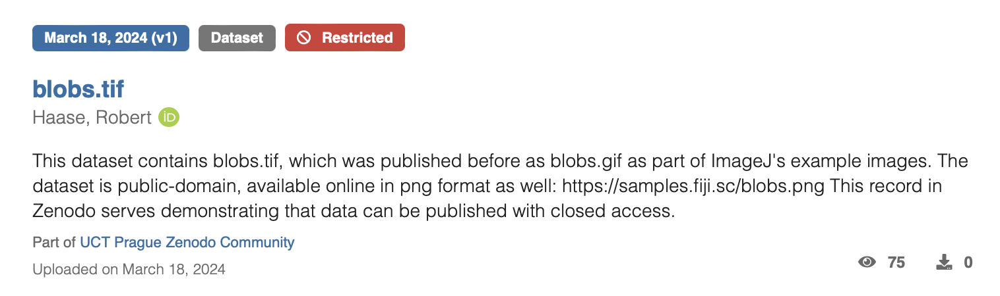 March 18, 2024 (v1) Dataset Restricted
blobs.tif
Haase, Robert iD
This dataset contains blobs.tif, which was published before as blobs.gif as part of ImageJ's example images. The
dataset is public-domain, available online in png format as well: https://samples.fiji.sc/blobs.png This record in
Zenodo serves demonstrating that data can be published with closed access.
Part of UCT Prague Zenodo Community
Uploaded on March 18, 2024
75 0